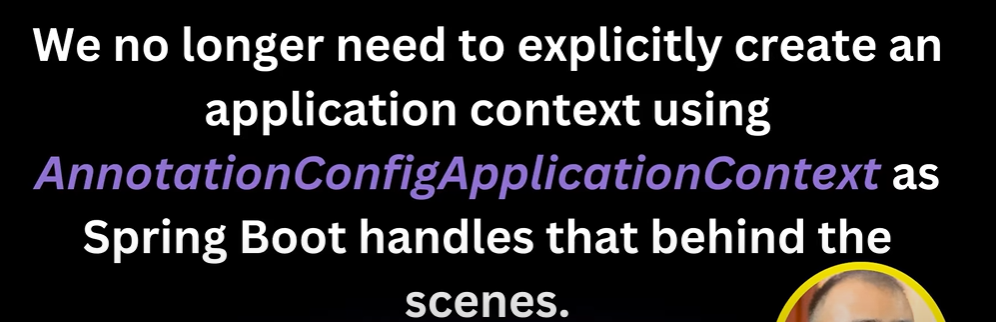 We no longer need to explicitly create an
application context using
AnnotationConfigApplicationContext as
Spring Boot handles that behind the
scenes.